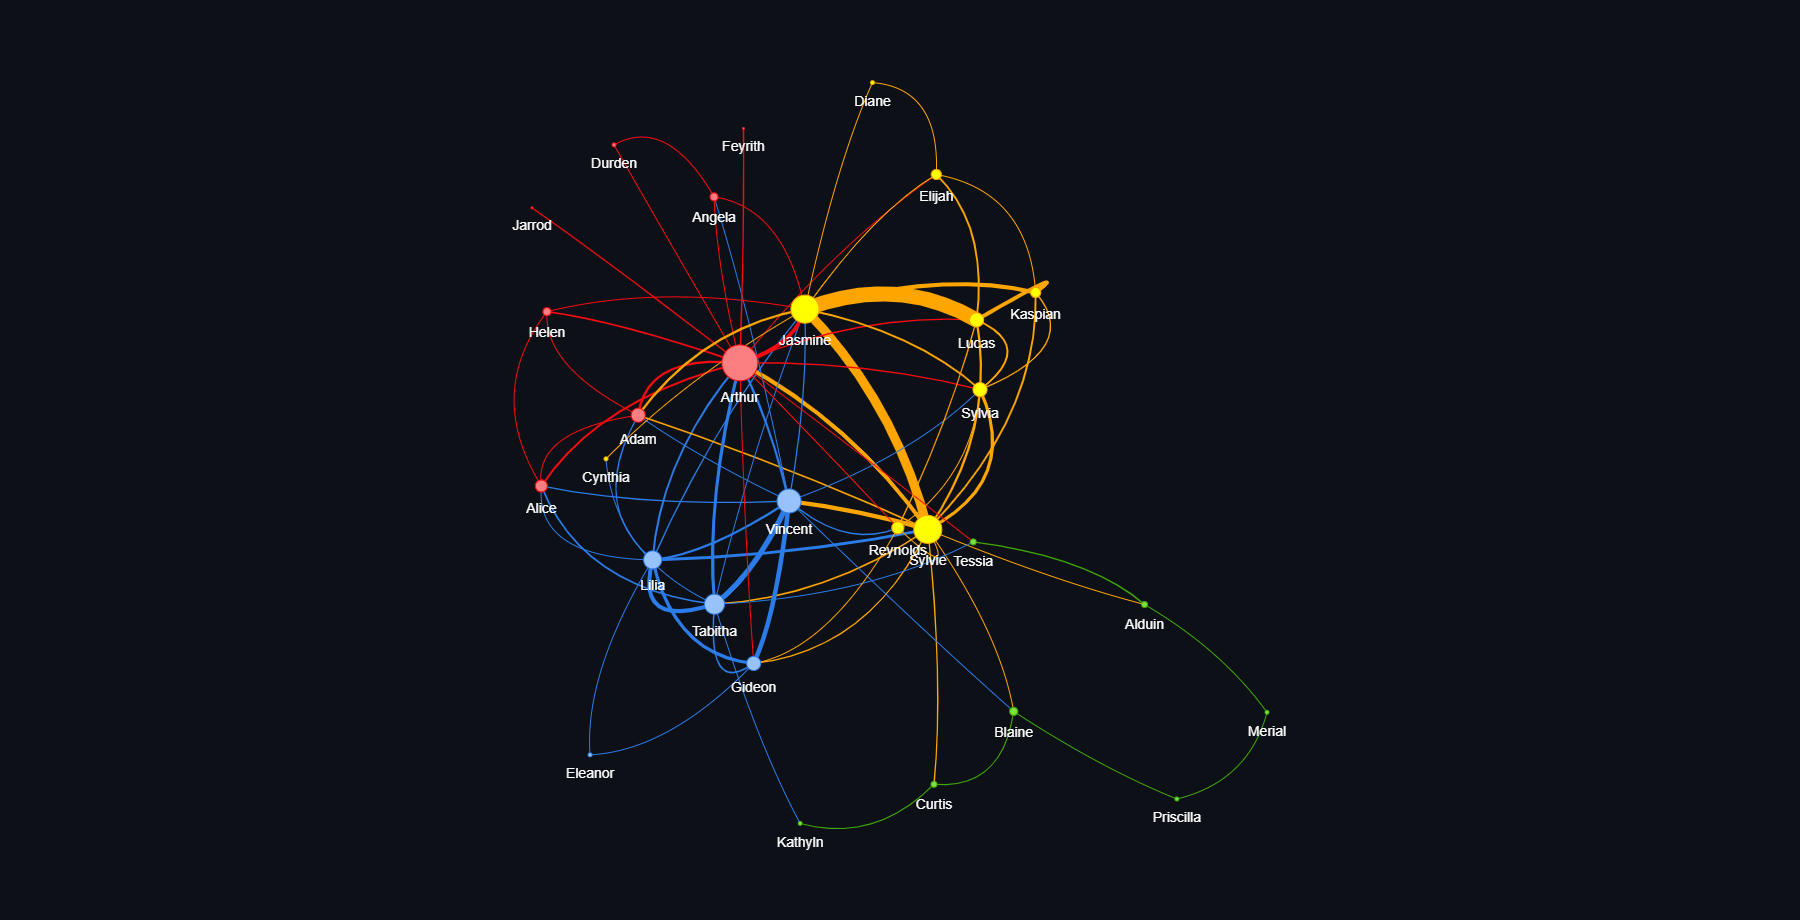 Diane
Feyrith
Durden
Elijah
Angela
Jarrod
Kaspian
Helen
Jasmine
Lucas
Arthur
Sylvia
Adam
Cynthia
Alice
Vincent
Reynolds
Sylvie
Tessia
Lilia
Alduin
Tabitha
Gideon
Merial
Blaine
Eleanor
Curtis
Priscilla
Kathyln